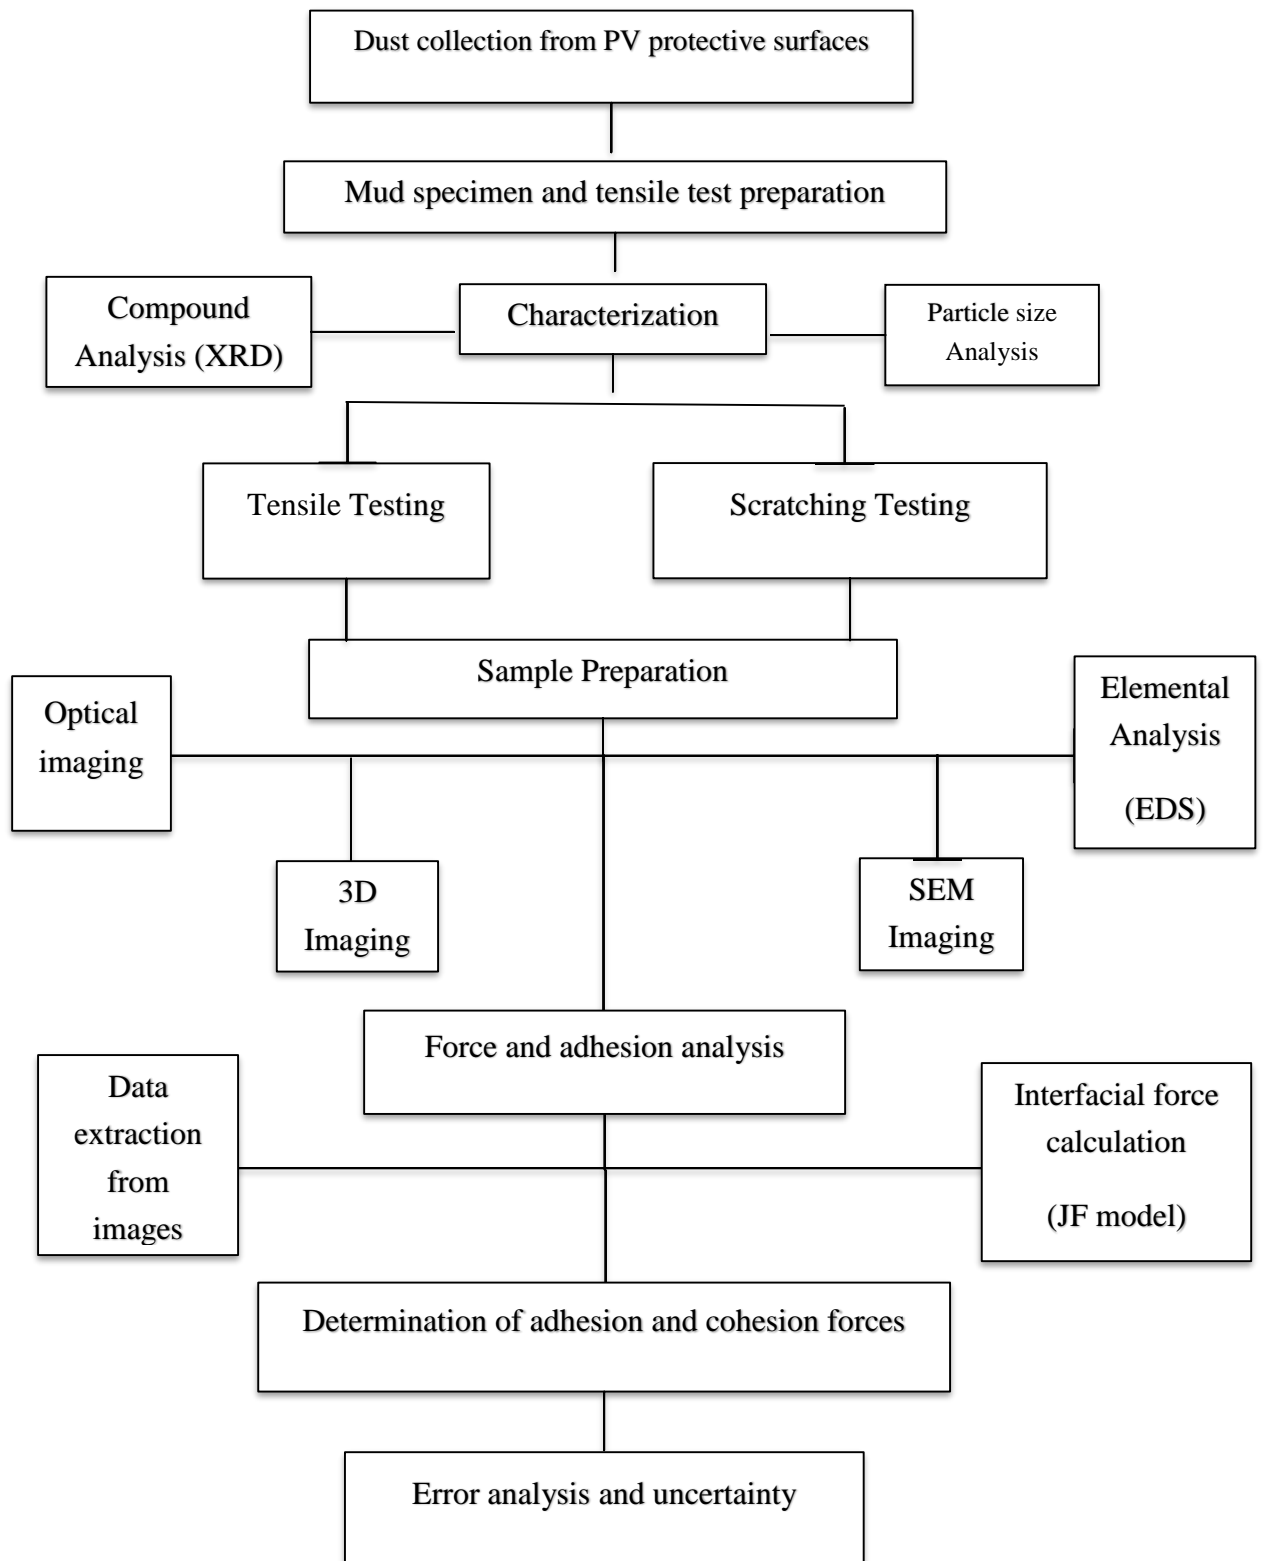 Dust collection from PV protective surfaces
Mud specimen and tensile test preparation
Compound
Analysis (XRD)
Characterization
Particle size
Analysis
Tensile Testing
Scratching Testing
Sample Preparation
Optical
imaging
Elemental
Analysis
(EDS)
3D
Imaging
SEM
Imaging
Force and adhesion analysis
Data
extraction
from
images
Interfacial force
calculation
(JF model)
Determination of adhesion and cohesion forces
Error analysis and uncertainty